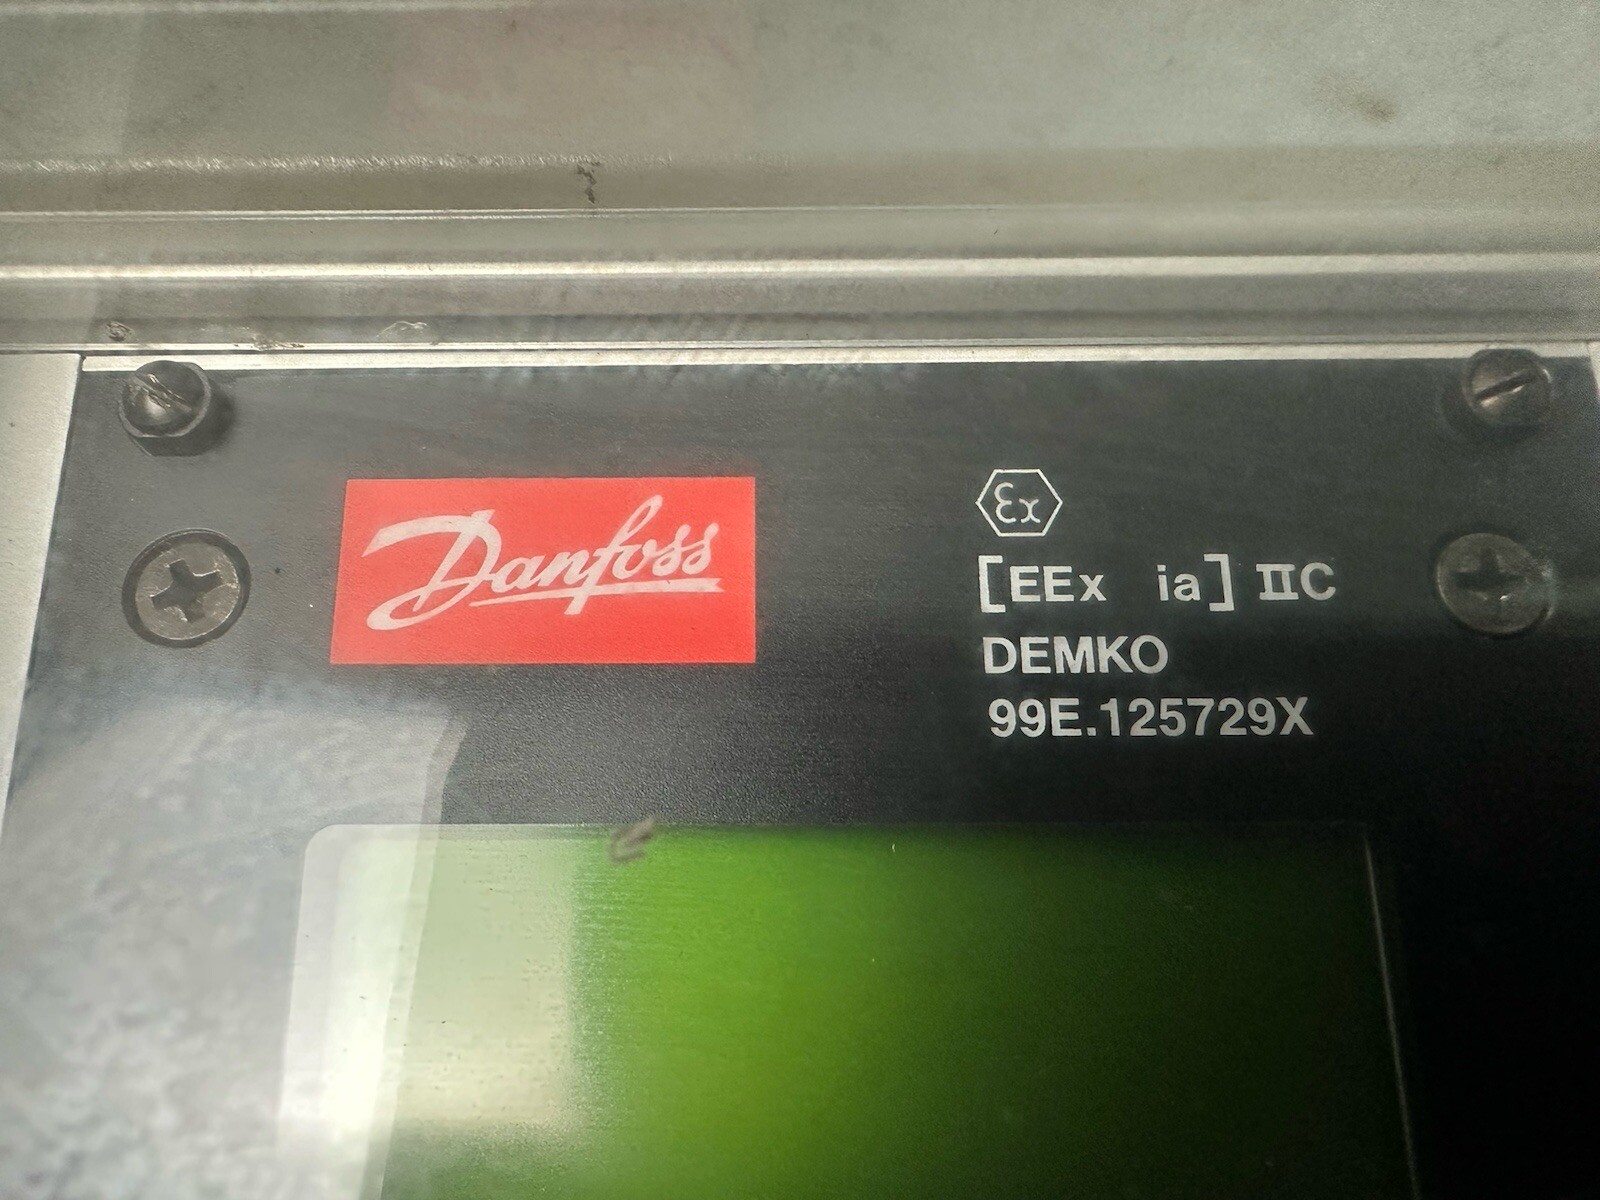 Danfoss
Ex
[EEx ia] IIC
DEMKO
99E.125729X